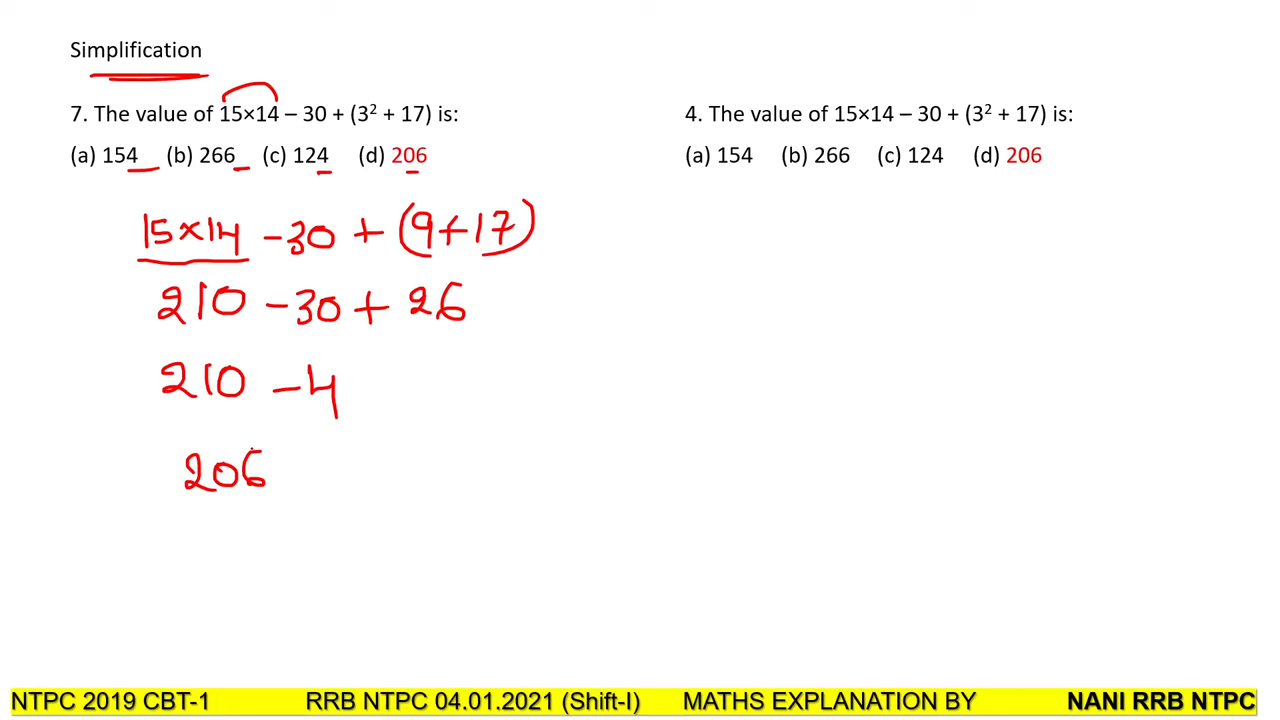 Simplification
7. The value of 15×14 – 30 + (3² + 17) is:
(a) 154 (b) 266 (c) 124 (d) 206
15×14 -30 + (9+17)
210 -30 + 26
210 -4
206
4. The value of 15×14 – 30 + (3² + 17) is:
(a) 154 (b) 266 (c) 124 (d) 206
NTPC 2019 CBT-1 RRB NTPC 04.01.2021 (Shift-I) MATHS EXPLANATION BY NANI RRB NTPC